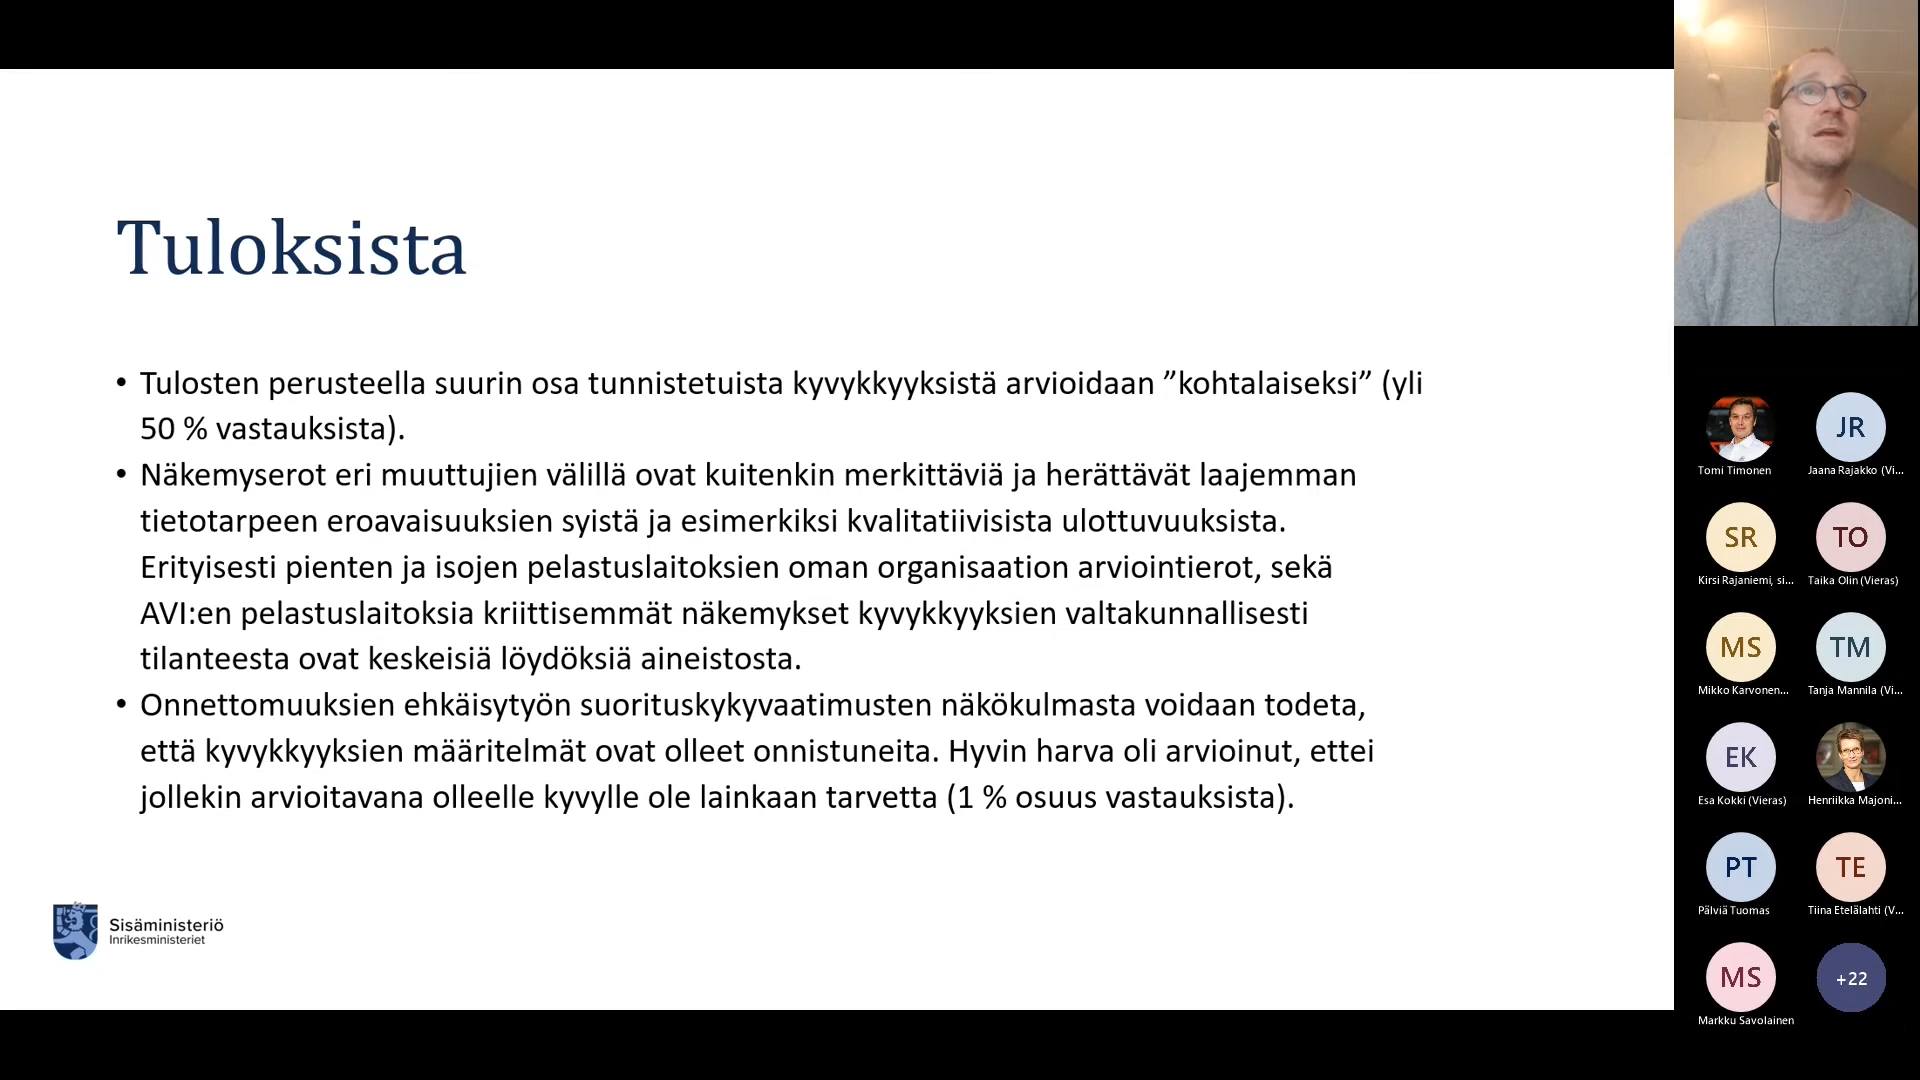 Tuloksista
• Tulosten perusteella suurin osa tunnistetuista kyvykkyyksistä arvioidaan ”kohtalaiseksi” (yli
50 % vastauksista).
• Näkemyserot eri muuttujien välillä ovat kuitenkin merkittäviä ja herättävät laajemman
tietotarpeen eroavaisuuksien syistä ja esimerkiksi kvalitatiivisista ulottuvuuksista.
Erityisesti pienten ja isojen pelastuslaitoksien oman organisaation arviointierot, sekä
AVI:en pelastuslaitoksia kriittisemmät näkemykset kyvykkyyksien valtakunnallisesti
tilanteesta ovat keskeisiä löydöksiä aineistosta.
• Onnettomuuksien ehkäisytyön suorituskykyvaatimusten näkökulmasta voidaan todeta,
että kyvykkyyksien määritelmät ovat olleet onnistuneita. Hyvin harva oli arvioinut, ettei
jollekin arvioitavana olleelle kyvylle ole lainkaan tarvetta (1 % osuus vastauksista).
Sisäministeriö
Inrikesministeriet
JR
Tomi Timonen
Jaana Rajakko (Vi...
SR
TO
Kirsi Rajaniemi, si...
Taika Olin (Vieras)
MS
TM
Mikko Karvonen...
Tanja Mannila (Vi...
EK
Esa Kokki (Vieras)
Henriikka Majoni...
PT
TE
Pälviä Tuomas
Tiina Etelälahti (V...
MS
+22
Markku Savolainen